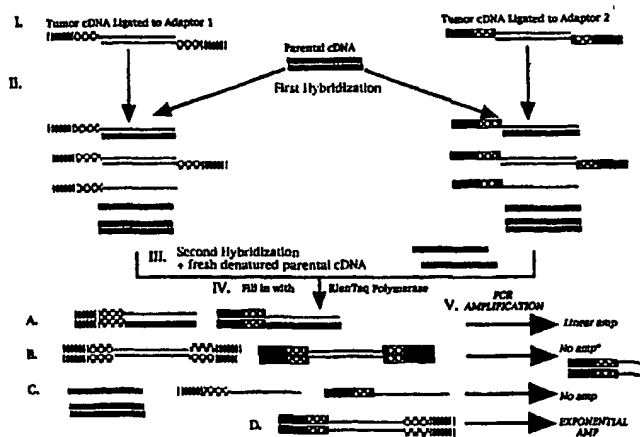 I. Tumor cDNA Ligated to Adaptor 1
Tumor cDNA Ligated to Adaptor 2
Parental cDNA
II. First Hybridization
III. Second Hybridization
+ fresh denatured parental cDNA
IV. Fill in with KlenTaq Polymerase
V. PCR
AMPLIFICATION
A. Linear amp
B. No amp*
C. No amp
D. EXPONENTIAL
AMP